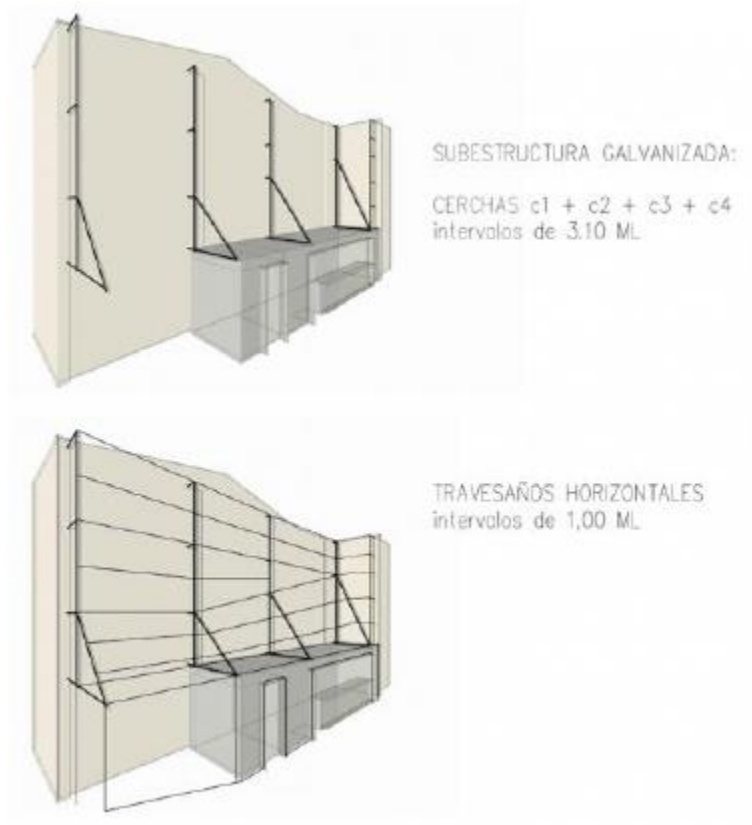 SUBESTRUCTURA GALVANIZADA:
CERCHAS c1 + c2 + c3 + c4
intervalos de 3.10 ML
TRAVESAÑOS HORIZONTALES
intervalos de 1,00 ML